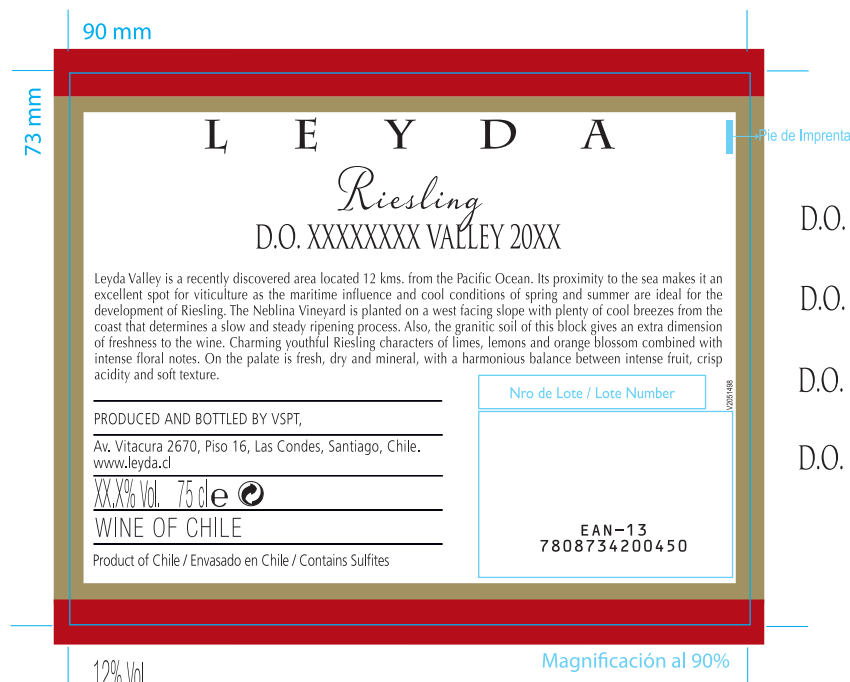 90 mm
73 mm
LEYDA
Pie de Imprenta
Riesling
D.O. XXXXXXXX VALLEY 20XX
D.O.
D.O.
D.O.
D.O.
Leyda Valley is a recently discovered area located 12 kms. from the Pacific Ocean. Its proximity to the sea makes it an
excellent spot for viticulture as the maritime influence and cool conditions of spring and summer are ideal for the
development of Riesling. The Neblina Vineyard is planted on a west facing slope with plenty of cool breezes from the
coast that determines a slow and steady ripening process. Also, the granitic soil of this block gives an extra dimension
of freshness to the wine. Charming youthful Riesling characters of limes, lemons and orange blossom combined with
intense floral notes. On the palate is fresh, dry and mineral, with a harmonious balance between intense fruit, crisp
acidity and soft texture.
Nro de Lote / Lote Number
V2051498
PRODUCED AND BOTTLED BY VSPT,
Av. Vitacura 2670, Piso 16, Las Condes, Santiago, Chile.
www.leyda.cl
XX,X% Vol. 75 cl e
WINE OF CHILE
Product of Chile / Envasado en Chile / Contains Sulfites
EAN-13
7808734200450
Magnificación al 90%
12% Vol